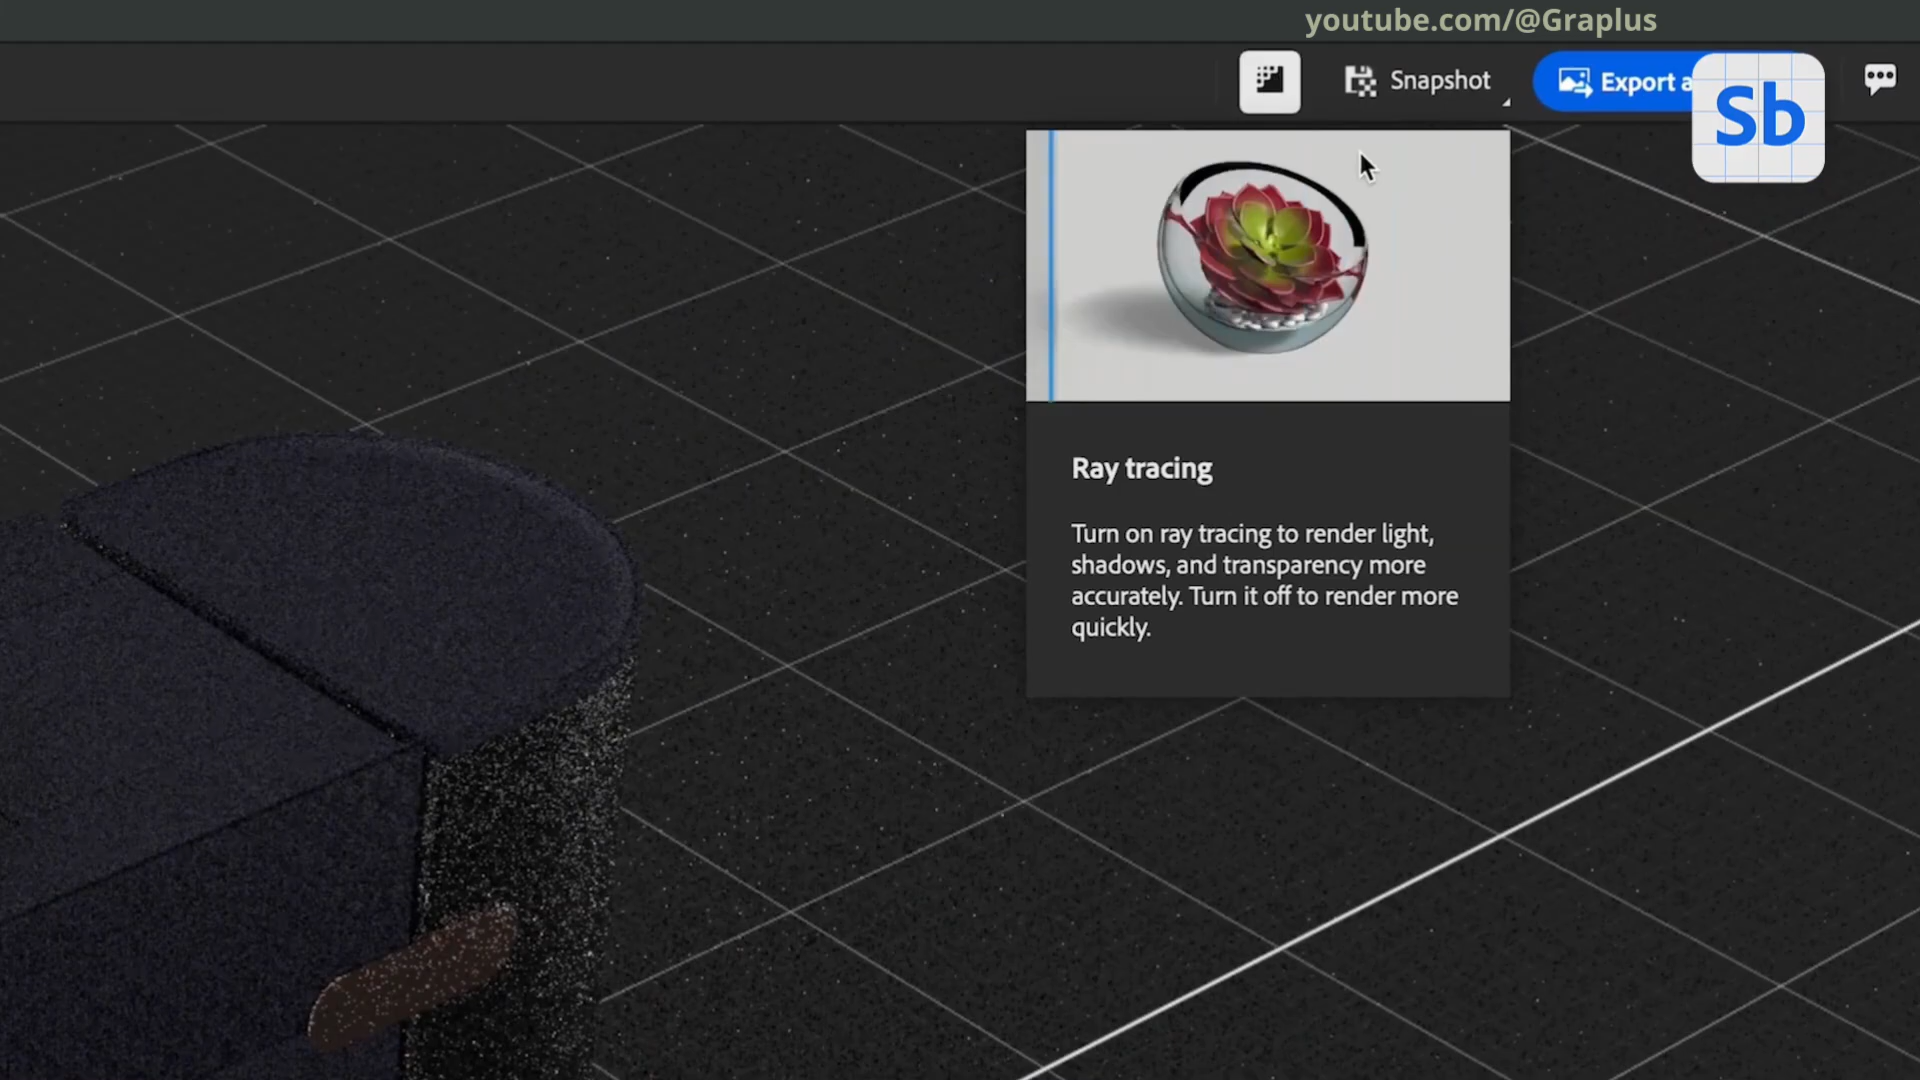 youtube.com/@Graplus
Snapshot
Export a
Sb
Ray tracing
Turn on ray tracing to render light,
shadows, and transparency more
accurately. Turn it off to render more
quickly.